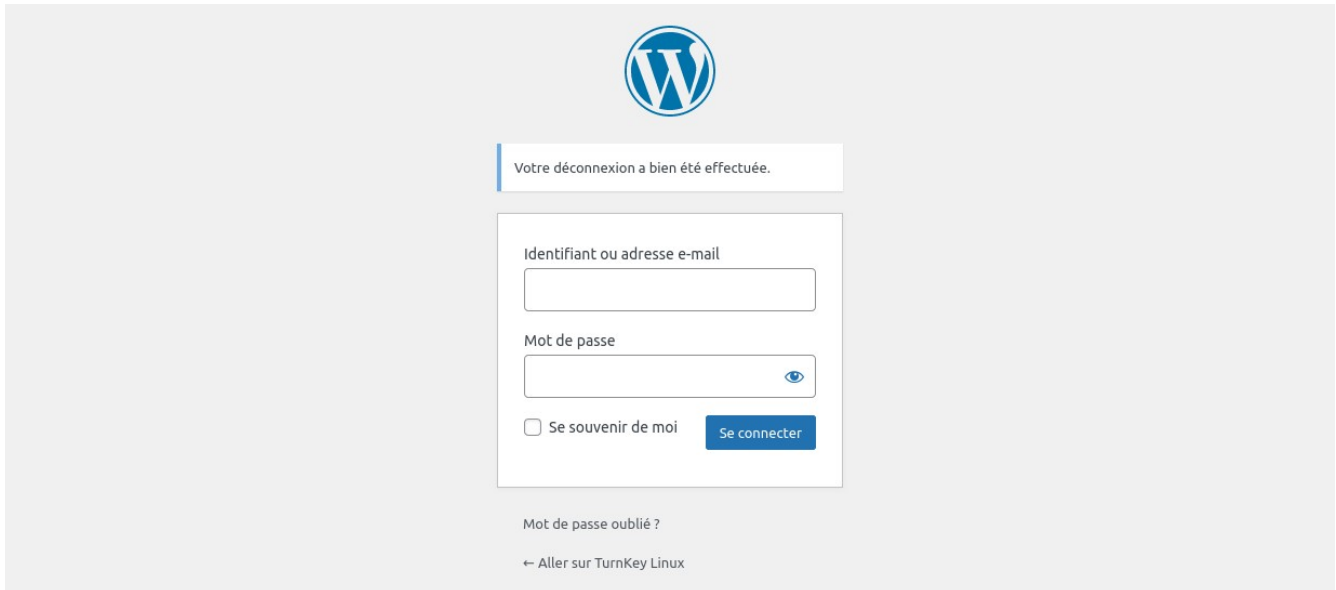 Votre déconnexion a bien été effectuée.
Identifiant ou adresse e-mail
Mot de passe
Se souvenir de moi
Se connecter
Mot de passe oublié ?
← Aller sur TurnKey Linux